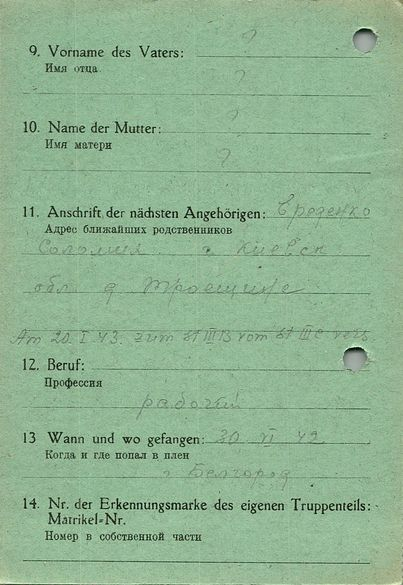 9. Vorname des Vaters: ?
Имя отца ?
10. Name der Mutter: ?
Имя матери ?
11. Anschrift der nächsten Angehörigen: Вроденко
Адрес ближайших родственников
Соломия г Киевск
обл д Троещине
Am 20. I 43. zum St III B vom St III C vers
12. Beruf:
Профессия
рабочий
13 Wann und wo gefangen: 30 VI 42
Когда и где попал в плен
г Белгород
14. Nr. der Erkennungsmarke des eigenen Truppenteils:
Matrikel-Nr.
Номер в собственной части